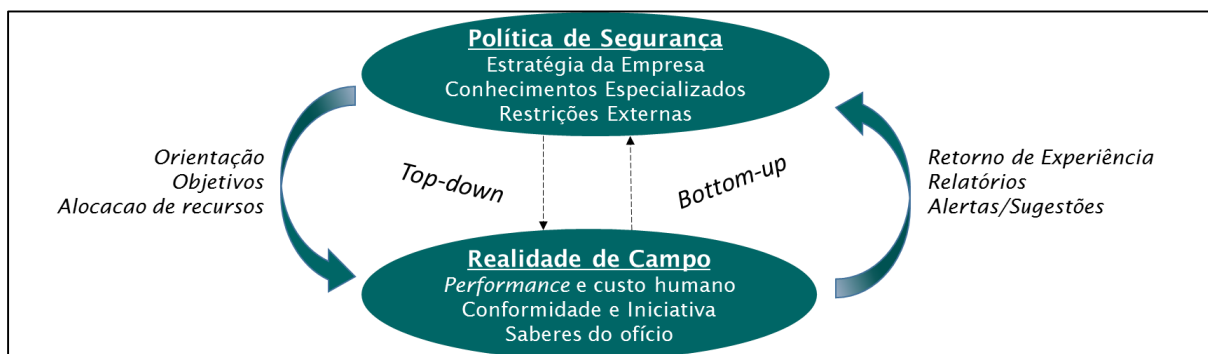 Política de Segurança
Estratégia da Empresa
Conhecimentos Especializados
Restrições Externas
Orientação
Objetivos
Alocacao de recursos
Top-down
Bottom-up
Retorno de Experiência
Relatórios
Alertas/Sugestões
Realidade de Campo
Performance e custo humano
Conformidade e Iniciativa
Saberes do ofício